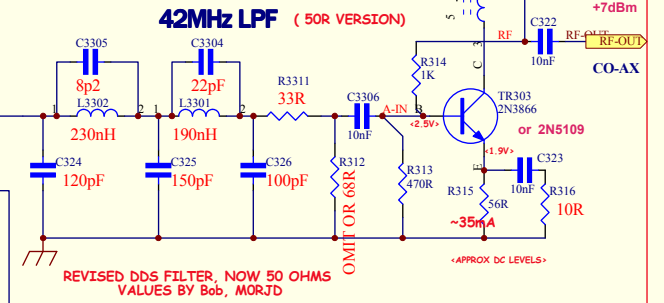 42MHz LPF ( 50R VERSION)
+7dBm
5
C322
RF
RF-OUT
RF-OUT
10nF
CO-AX
C3305
8p2
C3304
22pF
R314
1K
C
3
1
L3302
2
230nH
1
L3301
2
190nH
R3311
33R
C3306
10nF
A-IN
B
<2.5V>
TR303
2N3866
or 2N5109
<1.9V>
E
C324
120pF
C325
150pF
C326
100pF
R312
OMIT OR 68R
R313
470R
C323
10nF
R315
56R
~35mA
R316
10R
<APPROX DC LEVELS>
REVISED DDS FILTER, NOW 50 OHMS
VALUES BY Bob, M0RJD